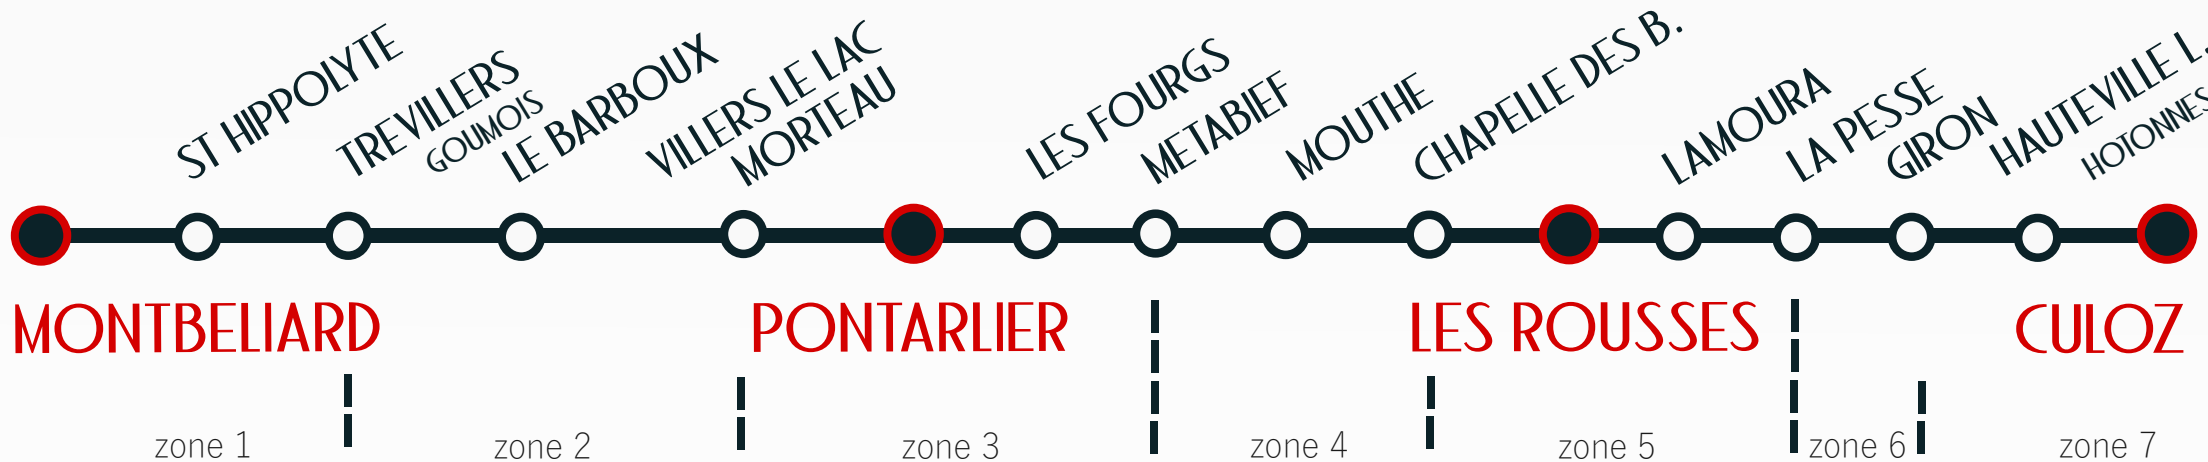 ST HIPPOLYTE
TREVILLERS
GOUMOIS
LE BARBOUX
VILLERS LE LAC
MORTEAU
LES FOURGS
METABIEF
MOUTHE
CHAPELLE DES B.
LAMOURA
LA PESSE
GIRON
HAUTEVILLE L.
HOTONNES
MONTBELIARD
PONTARLIER
LES ROUSSES
CULOZ
zone 1
zone 2
zone 3
zone 4
zone 5
zone 6
zone 7